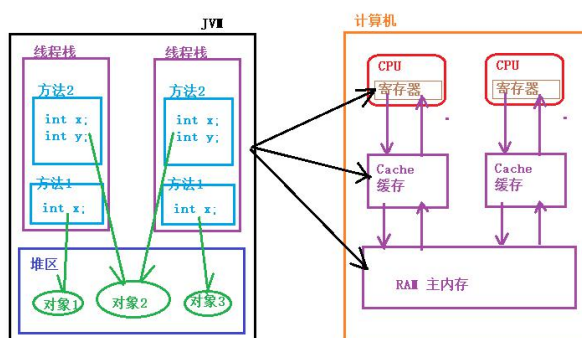 JVM
线程栈
方法2
int x;
int y;
方法1
int x;
线程栈
方法2
int x;
int y;
方法1
int x;
堆区
对象1
对象2
对象3
计算机
CPU
寄存器
CPU
寄存器
Cache
缓存
Cache
缓存
RAM 主内存